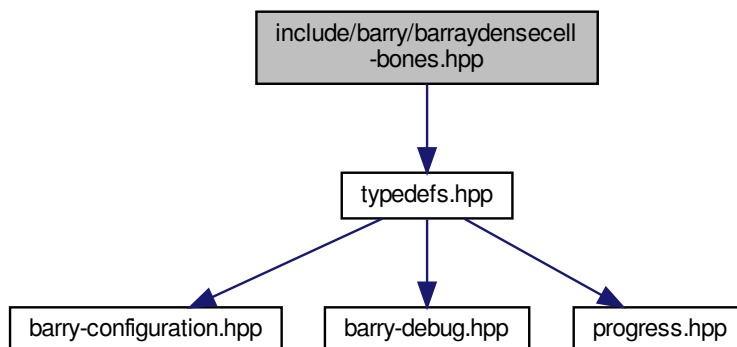 include/barry/barraydensecell
-bones.hpp
typedefs.hpp
barry-configuration.hpp
barry-debug.hpp
progress.hpp